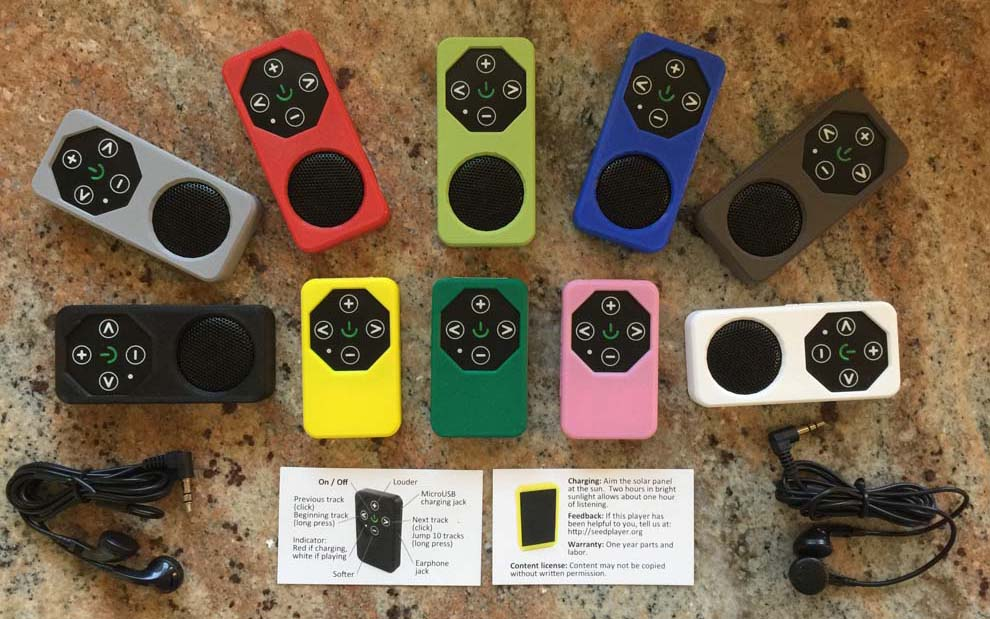 On / Off
Louder
Previous track
(click)
Beginning track
(long press)
MicroUSB
charging jack
Next track
(click)
Jump 10 tracks
(long press)
Indicator:
Red if charging,
white if playing
Softer
Earphone
jack
Charging: Aim the solar panel
at the sun. Two hours in bright
sunlight allows about one hour
of listening.
Feedback: If this player has
been helpful to you, tell us at:
http://seedplayer.org
Warranty: One year parts and
labor.
Content license: Content may not be copied
without written permission.